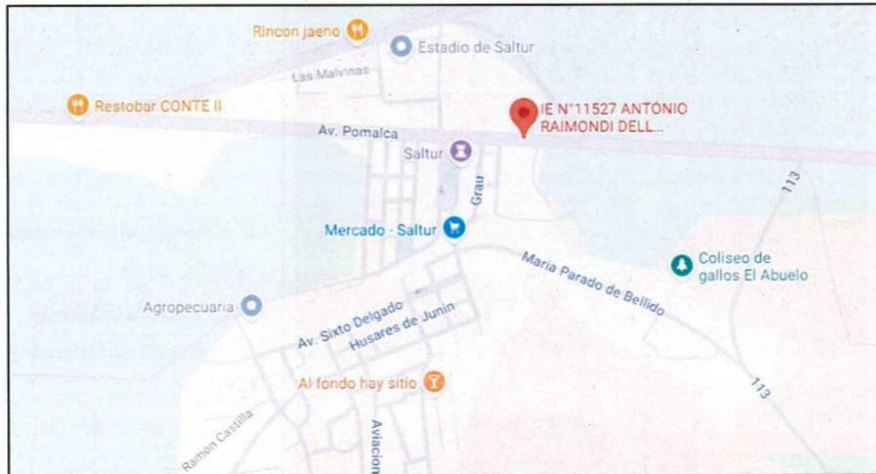 Rincon jaeno
Estadio de Saltur
Las Malvinas
Restobar CONTE II
IE N°11527 ANTONIO
RAIMONDI DELL...
Av. Pomalca
Saltur
Grau
113
Mercado - Saltur
Maria Parado de Bellido
Coliseo de
gallos El Abuelo
Agropecuaria
Av. Sixto Delgado
Husares de Junin
Al fondo hay sitio
113
Ramon Castilla
Aviacion